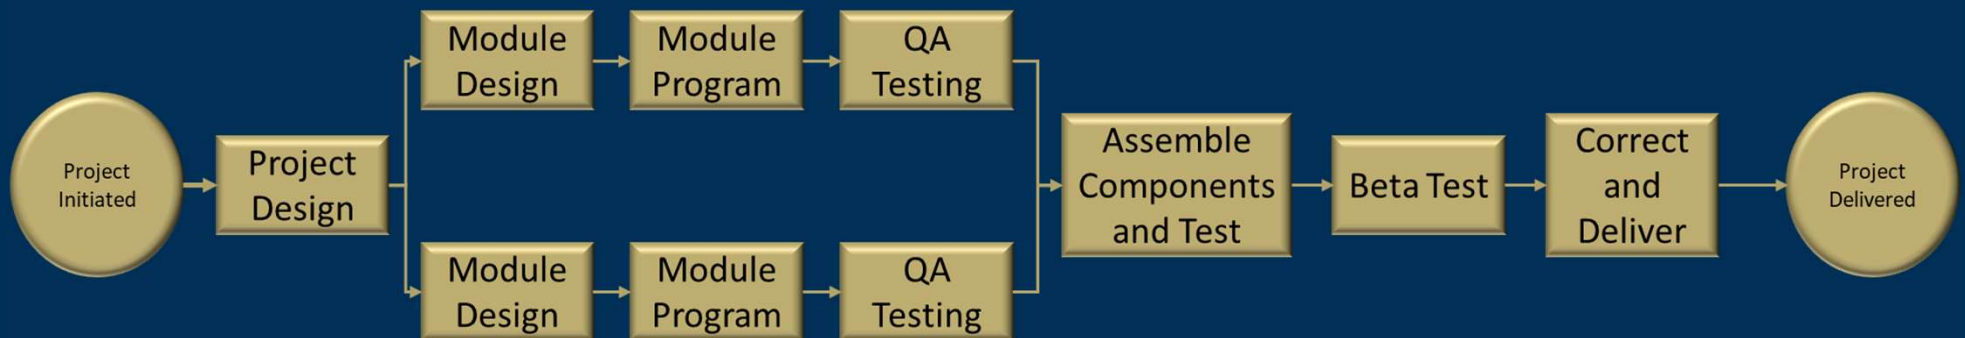 Project
Initiated
Project
Design
Module
Design
Module
Program
QA
Testing
Module
Design
Module
Program
QA
Testing
Assemble
Components
and Test
Beta Test
Correct
and
Deliver
Project
Delivered